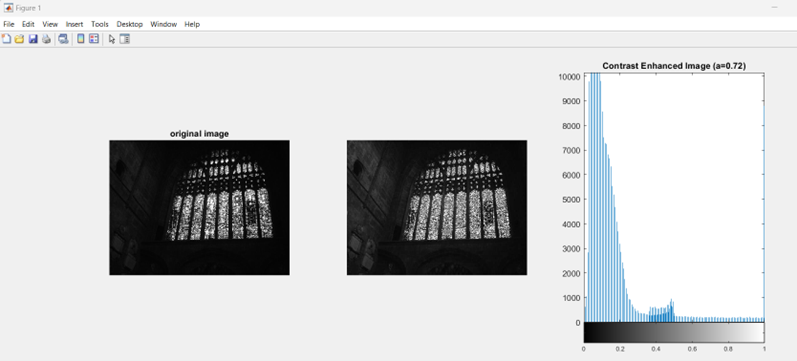 Figure 1
File Edit View Insert Tools Desktop Window Help
original image
Contrast Enhanced Image (a=0.72)
10000
9000
8000
7000
6000
5000
4000
3000
2000
1000
0
0 0.2 0.4 0.6 0.8 1